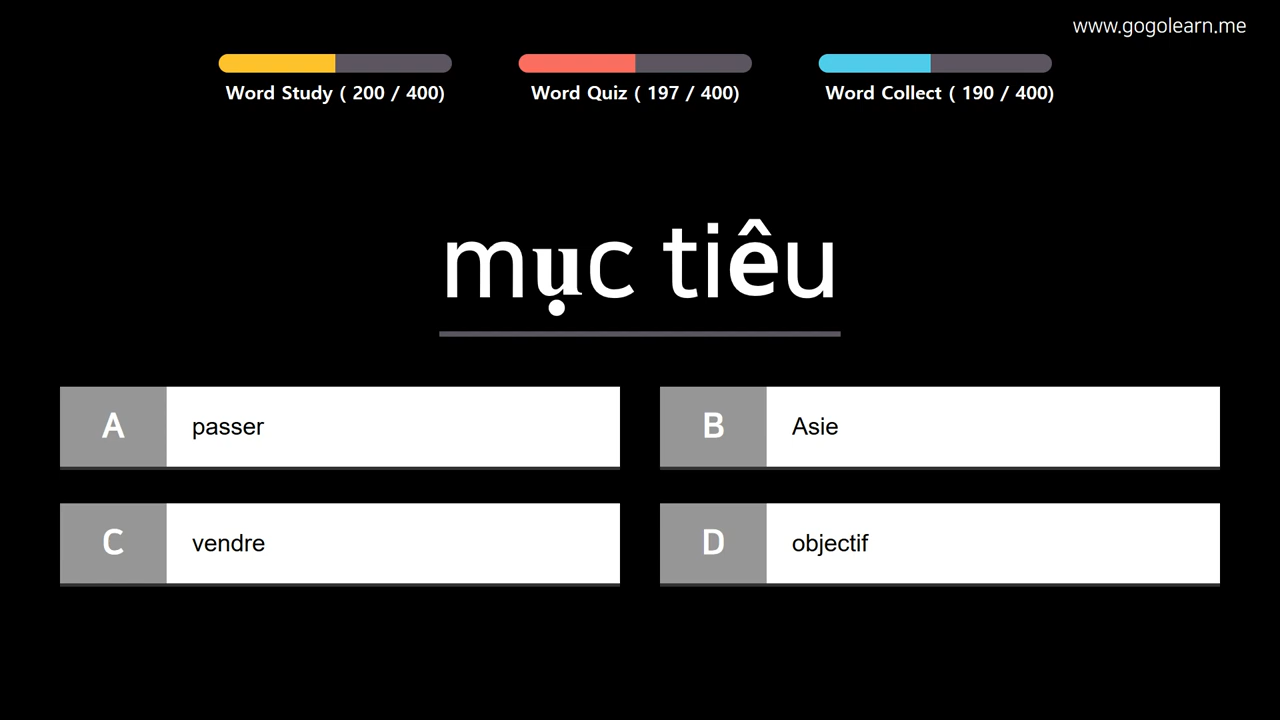 www.gogolearn.me
Word Study ( 200 / 400)
Word Quiz ( 197 / 400)
Word Collect ( 190 / 400)
mục tiêu
A passer
B Asie
C vendre
D objectif